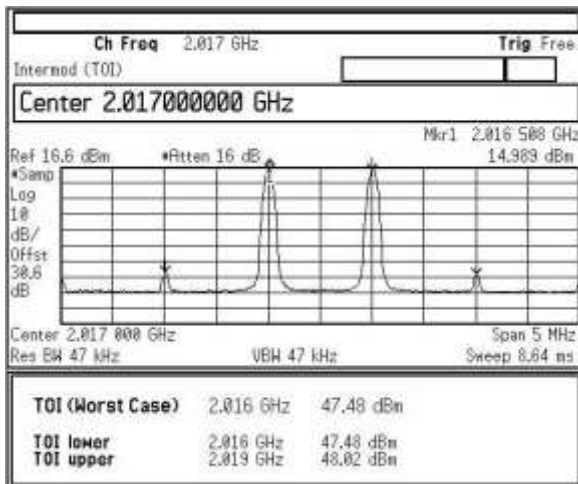 Ch Freq 2.017 GHz Trig Free
Intermod (TOI)
Center 2.017000000 GHz
Mkr1 2.016 508 GHz
Ref 16.6 dBm #Atten 16 dB 14.989 dBm
#Samp
Log
10
dB/
Offst
30.6
dB
Center 2.017 000 GHz Span 5 MHz
Res BW 47 kHz VBW 47 kHz Sweep 8.64 ms
TOI (Worst Case) 2.016 GHz 47.48 dBm
TOI lower 2.016 GHz 47.48 dBm
TOI upper 2.019 GHz 48.02 dBm